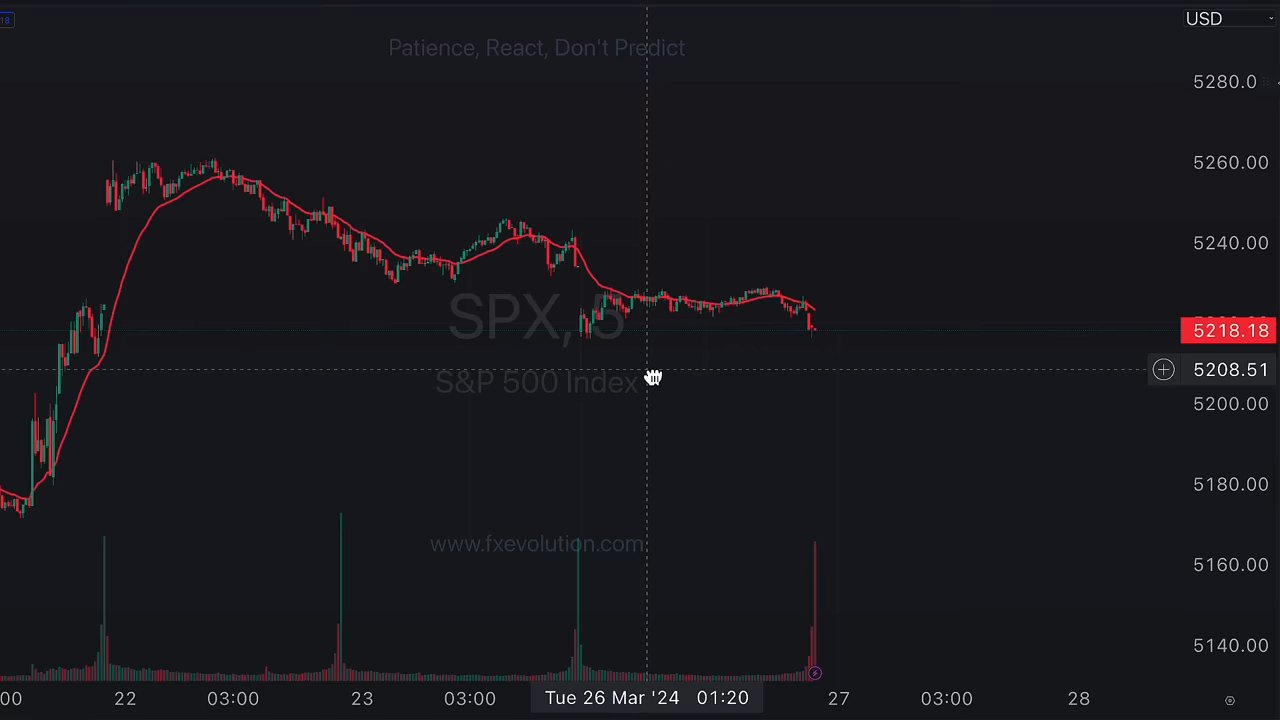 18
USD
Patience, React, Don't Predict
5280.0
5260.00
5240.00
SPX, 5
5218.18
S&P 500 Index
5208.51
5200.00
5180.00
www.fxevolution.com
5160.00
5140.00
:00 22 03:00 23 03:00 Tue 26 Mar '24 01:20 27 03:00 28